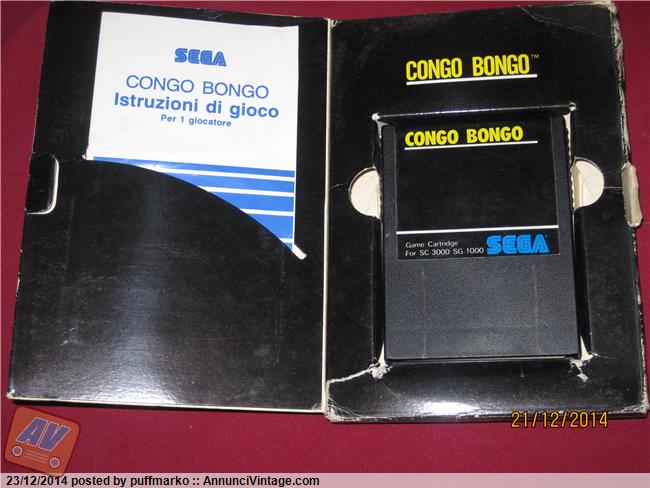 SEGA
CONGO BONGO
Istruzioni di gioco
Per 1 giocatore
CONGO BONGO™
CONGO BONGO
Game Cartridge
For SC-3000 SG-1000 SEGA
21/12/2014
AV
23/12/2014 posted by puffmarko :: AnnunciVintage.com